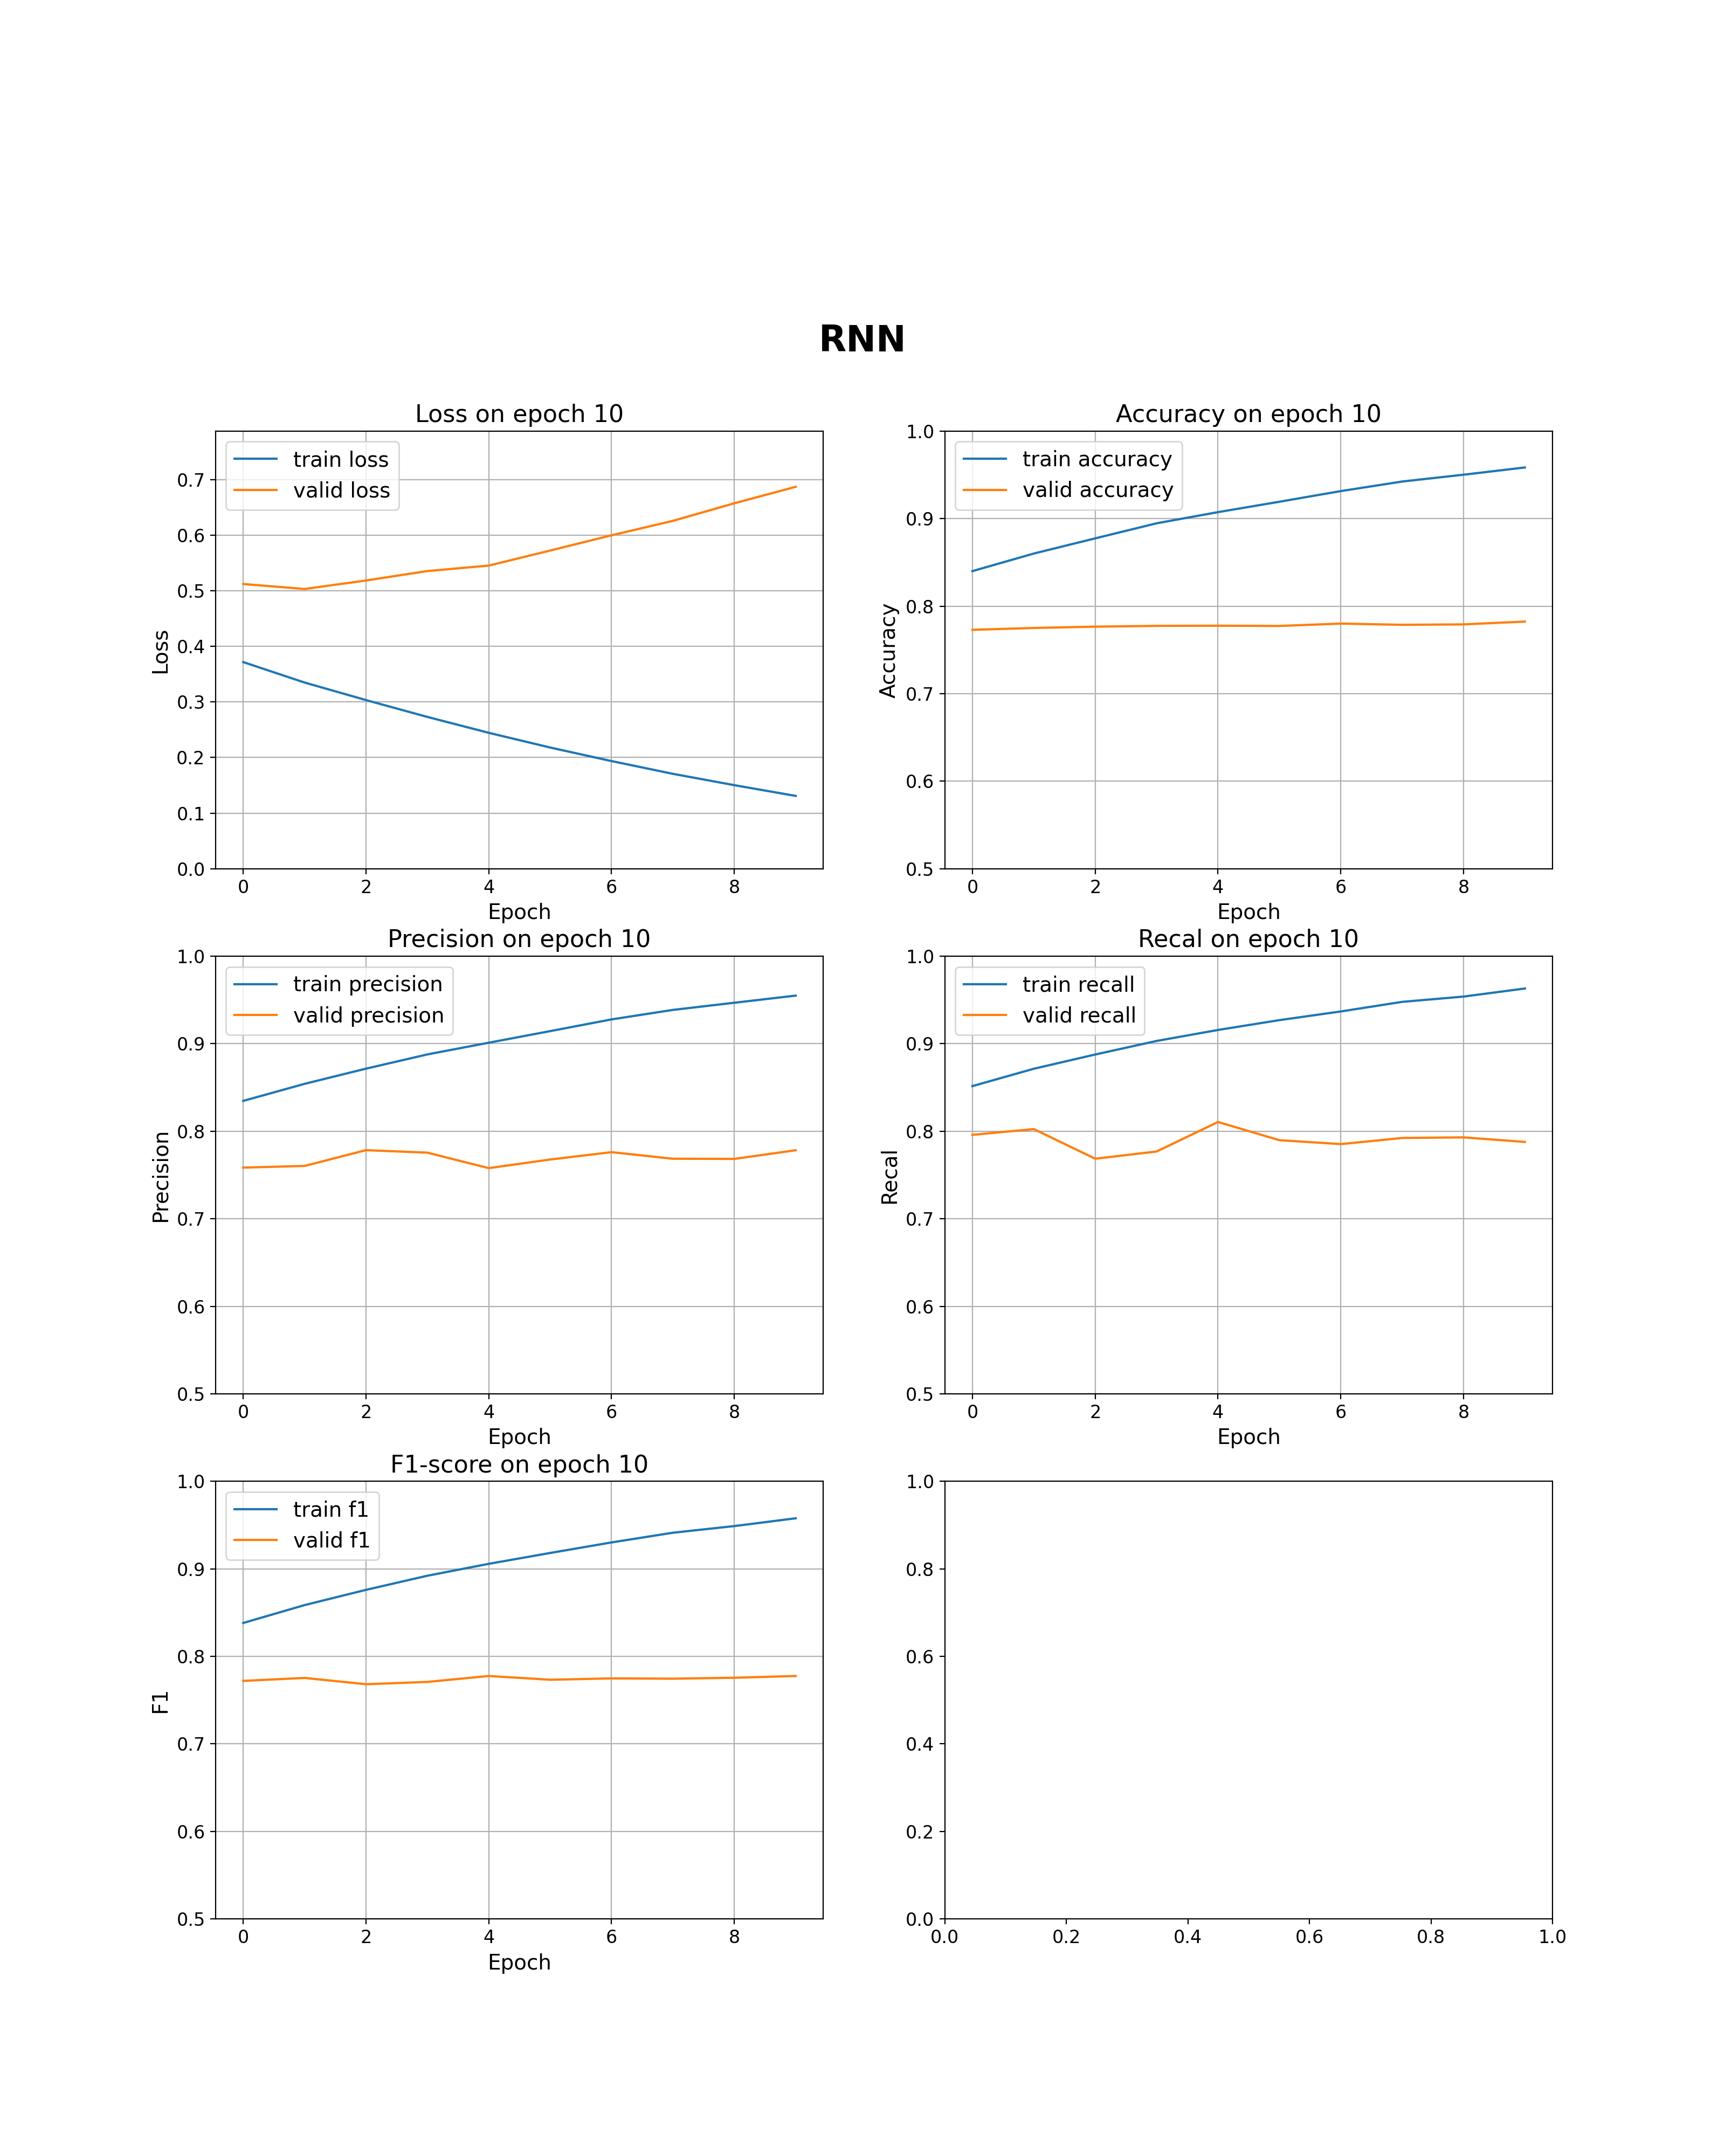 RNN
Loss on epoch 10
train loss
valid loss
0.7
0.6
0.5
0.4
0.3
0.2
0.1
0.0
Loss
0 2 4 6 8
Epoch
Accuracy on epoch 10
train accuracy
valid accuracy
1.0
0.9
0.8
0.7
0.6
0.5
Accuracy
0 2 4 6 8
Epoch
Precision on epoch 10
train precision
valid precision
1.0
0.9
0.8
0.7
0.6
0.5
Precision
0 2 4 6 8
Epoch
Recal on epoch 10
train recall
valid recall
1.0
0.9
0.8
0.7
0.6
0.5
Recal
0 2 4 6 8
Epoch
F1-score on epoch 10
train f1
valid f1
1.0
0.9
0.8
0.7
0.6
0.5
F1
0 2 4 6 8
Epoch
1.0
0.8
0.6
0.4
0.2
0.0
0.0 0.2 0.4 0.6 0.8 1.0